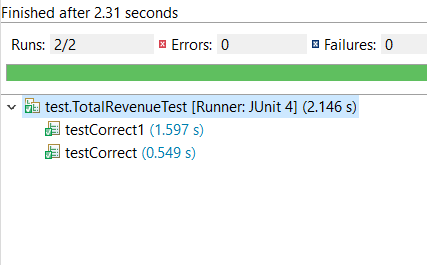 Finished after 2.31 seconds
Runs: 2/2 Errors: 0 Failures: 0
test.TotalRevenueTest [Runner: JUnit 4] (2.146 s)
testCorrect1 (1.597 s)
testCorrect (0.549 s)